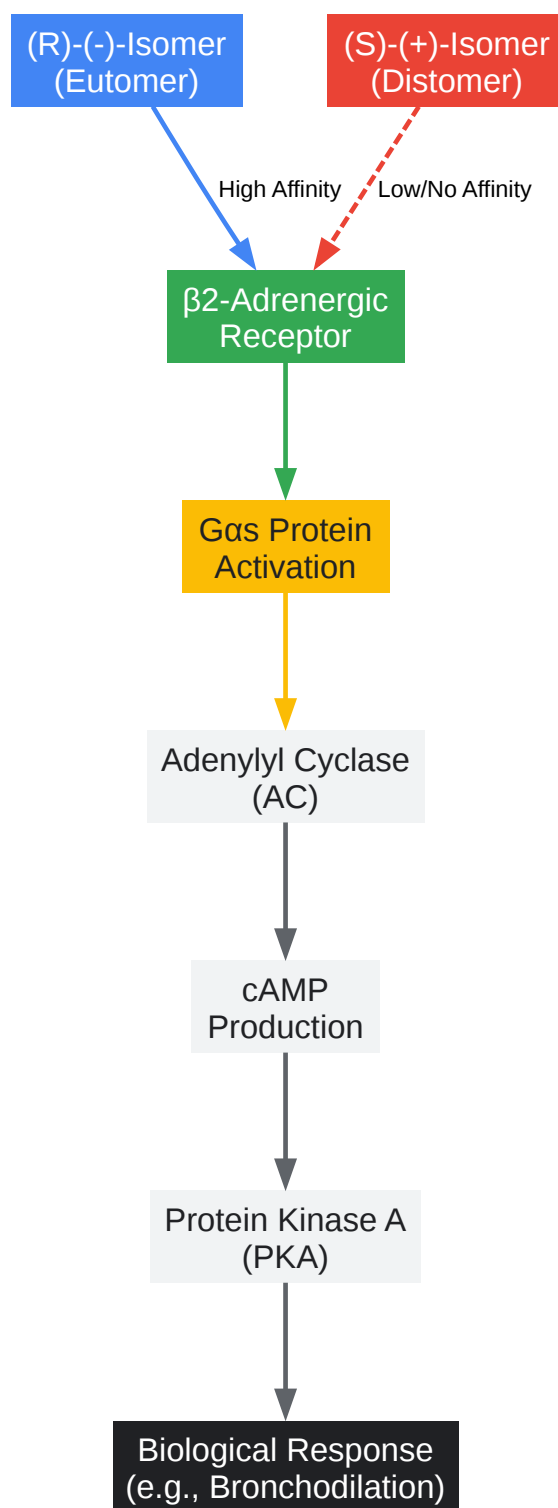 (R)-(-)-Isomer
(Eutomer)
(S)-(+)-Isomer
(Distomer)
High Affinity
Low/No Affinity
β2-Adrenergic
Receptor
Gαs Protein
Activation
Adenylyl Cyclase
(AC)
cAMP
Production
Protein Kinase A
(PKA)
Biological Response
(e.g., Bronchodilation)